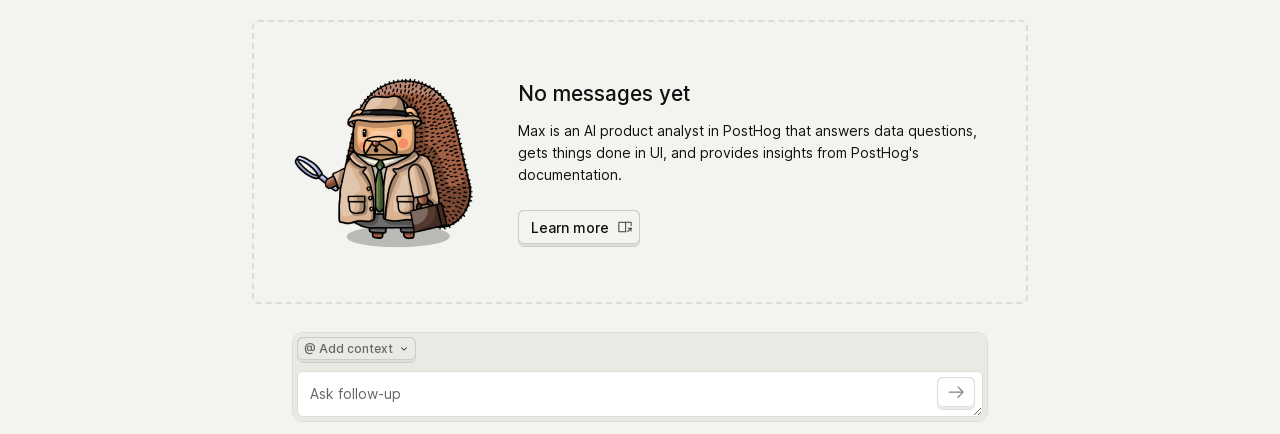 No messages yet
Max is an AI product analyst in PostHog that answers data questions,
gets things done in UI, and provides insights from PostHog's
documentation.
Learn more
@ Add context
Ask follow-up